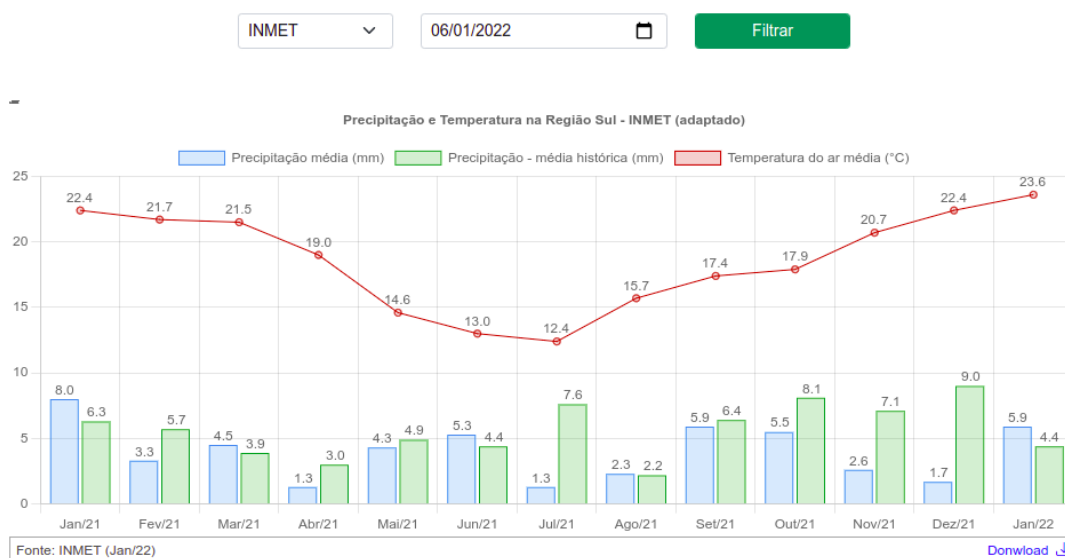 INMET 06/01/2022 Filtrar
Precipitação e Temperatura na Região Sul - INMET (adaptado)
Precipitação média (mm) Precipitação - média histórica (mm) Temperatura do ar média (°C)
25
20
15
10
5
0
22.4 21.7 21.5 19.0 14.6 13.0 12.4 15.7 17.4 17.9 20.7 22.4 23.6
8.0 3.3 4.5 1.3 4.3 5.3 1.3 2.3 5.9 5.5 2.6 1.7 5.9
6.3 5.7 3.9 3.0 4.9 4.4 7.6 2.2 6.4 8.1 7.1 9.0 4.4
Jan/21 Fev/21 Mar/21 Abr/21 Mai/21 Jun/21 Jul/21 Ago/21 Set/21 Out/21 Nov/21 Dez/21 Jan/22
Fonte: INMET (Jan/22) Donwload